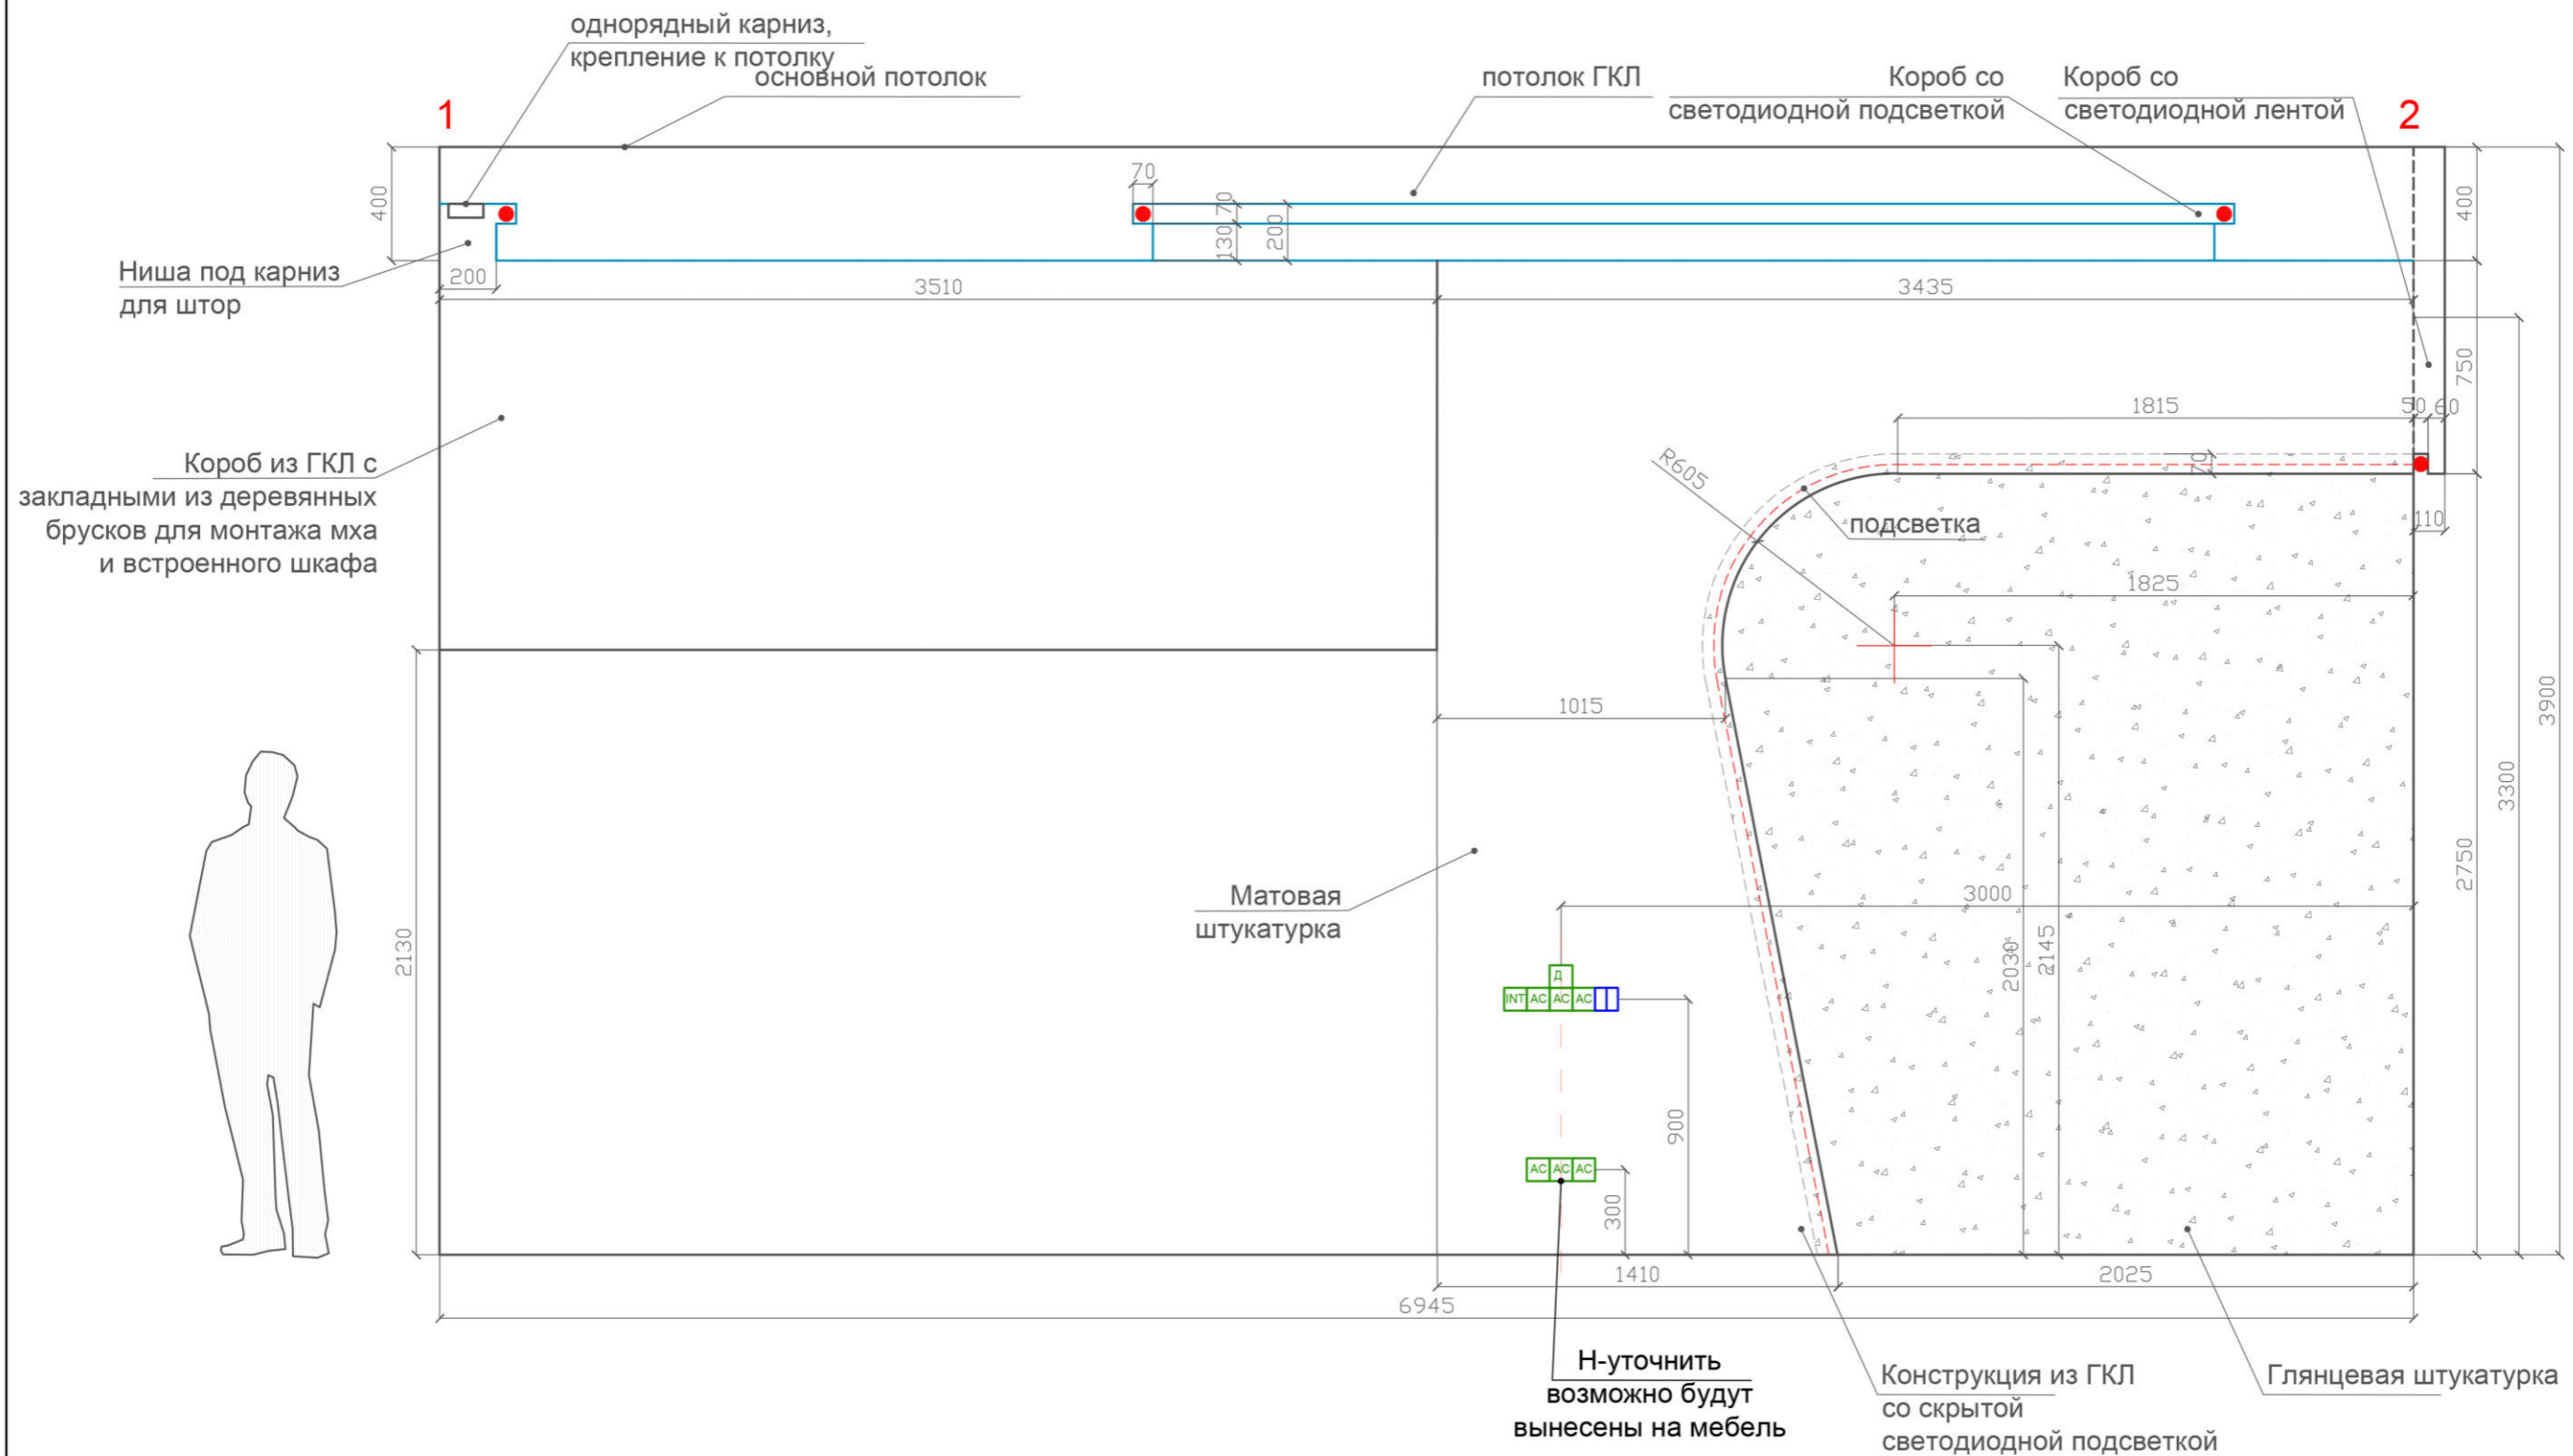 однорядный карниз,
крепление к потолку
основной потолок
потолок ГКЛ
Короб со
светодиодной подсветкой
Короб со
светодиодной лентой
1
2
400
70
70
130
200
400
Ниша под карниз
для штор
200
3510
3435
750
1815
50
60
Короб из ГКЛ с
закладными из деревянных
брусков для монтажа мха
и встроенного шкафа
R605
70
подсветка
110
1825
3900
1015
3300
2750
Матовая
штукатурка
3000
2130
2030
2145
Д
INT AC AC AC
900
AC AC AC
300
1410
2025
6945
Н-уточнить
возможно будут
вынесены на мебель
Конструкция из ГКЛ
со скрытой
светодиодной подсветкой
Глянцевая штукатурка